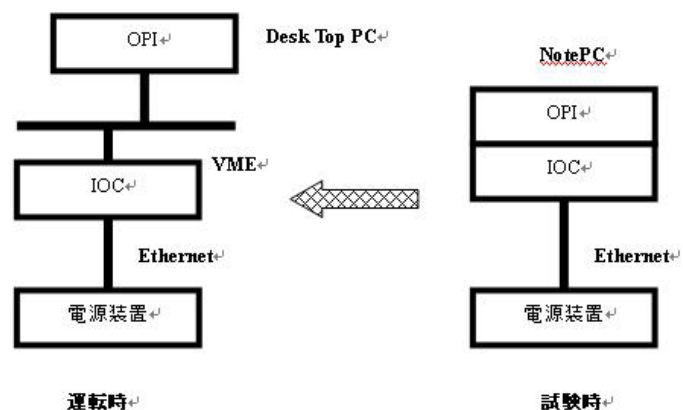 OPI
Desk Top PC
IOC
VME
Ethernet
電源装置
運転時
NotePC
OPI
IOC
Ethernet
電源装置
試験時